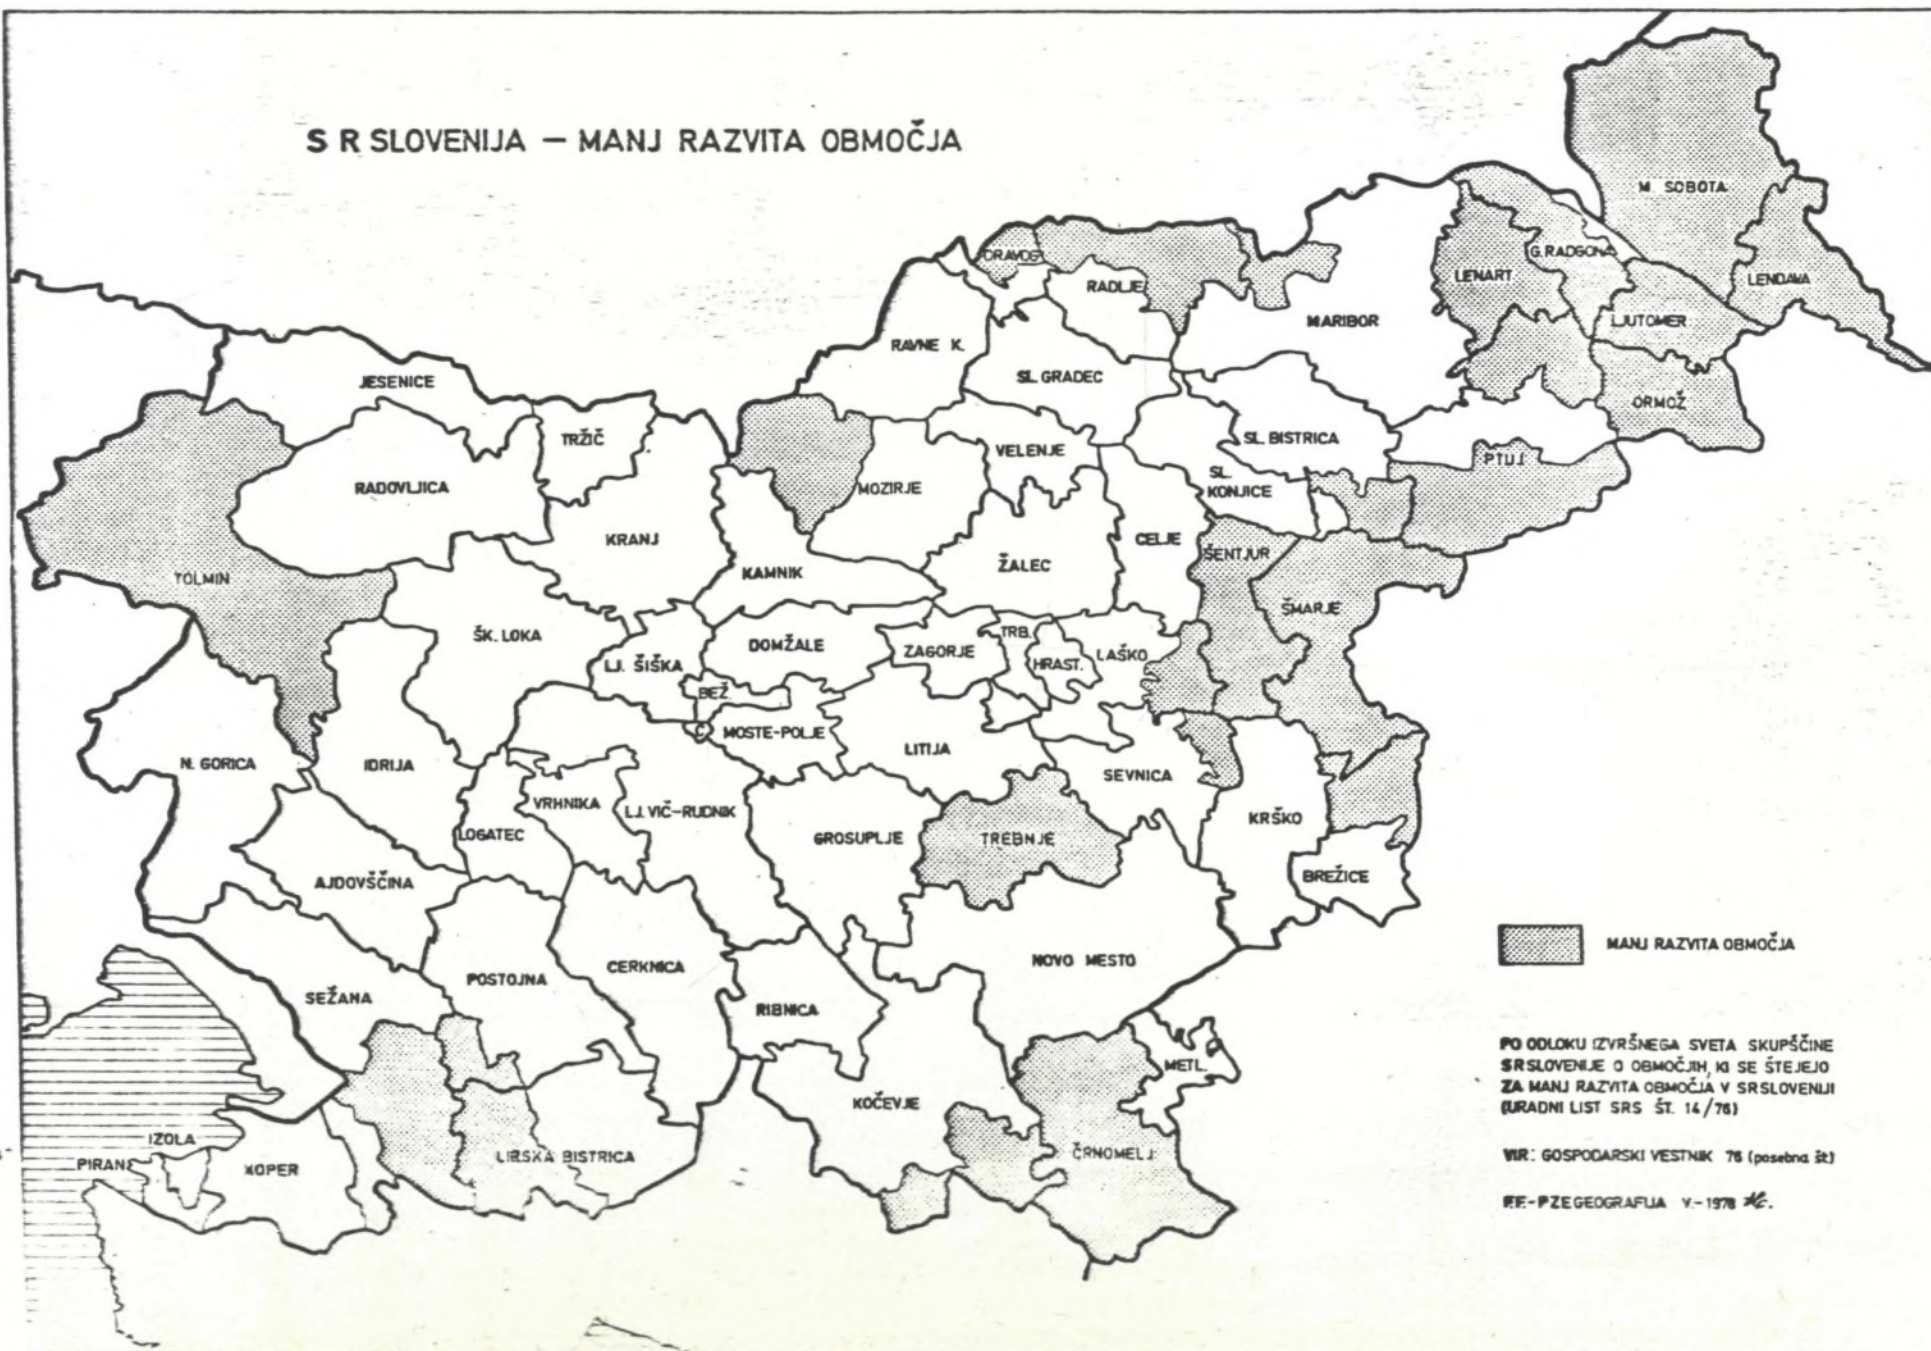 S R SLOVENIJA — MANJ RAZVITA OBMOČJA
M. SOBOTA
DRAVOG.
G. RADGONA
LENART
LENDAVA
RADLJE
MARIBOR
LJUTOMER
RAVNE K.
SL. GRADEC
JESENICE
ORMOŽ
TRŽIČ
VELENJE
SL. BISTRICA
PTUJ
RADOVLJICA
MOZIRJE
SL.
KONJICE
KRANJ
CELJE
ŠENTJUR
ŽALEC
KAMNIK
TOLMIN
ŠMARJE
ŠK. LOKA
DOMŽALE
ZAGORJE
TRB.
HRAST.
LAŠKO
LJ. ŠIŠKA
BEŽ.
C
MOSTE-POLJE
LITIJA
N. GORICA
IDRIJA
SEVNICA
VRHNIKA
LJ. VIČ-RUDNIK
LOGATEC
GROSUPLJE
TREBNJE
KRŠKO
AJDOVŠČINA
BREŽICE
MANJ RAZVITA OBMOČJA
CERKNICA
NOVO MESTO
POSTOJNA
SEŽANA
RIBNICA
METL.
KOČEVJE
PO ODLOKU IZVRŠNEGA SVETA SKUPŠČINE
SR SLOVENIJE O OBMOČJIH, KI SE ŠTEJEJO
ZA MANJ RAZVITA OBMOČJA V SR SLOVENIJI
(URADNI LIST SRS ŠT. 14/76)
IZOLA
PIRAN
KOPER
LIRSKA BISTRICA
ČRNOMELJ
VIR: GOSPODARSKI VESTNIK 76 (posebna št)
F.F.-PZE GEOGRAFIJA V.-1978